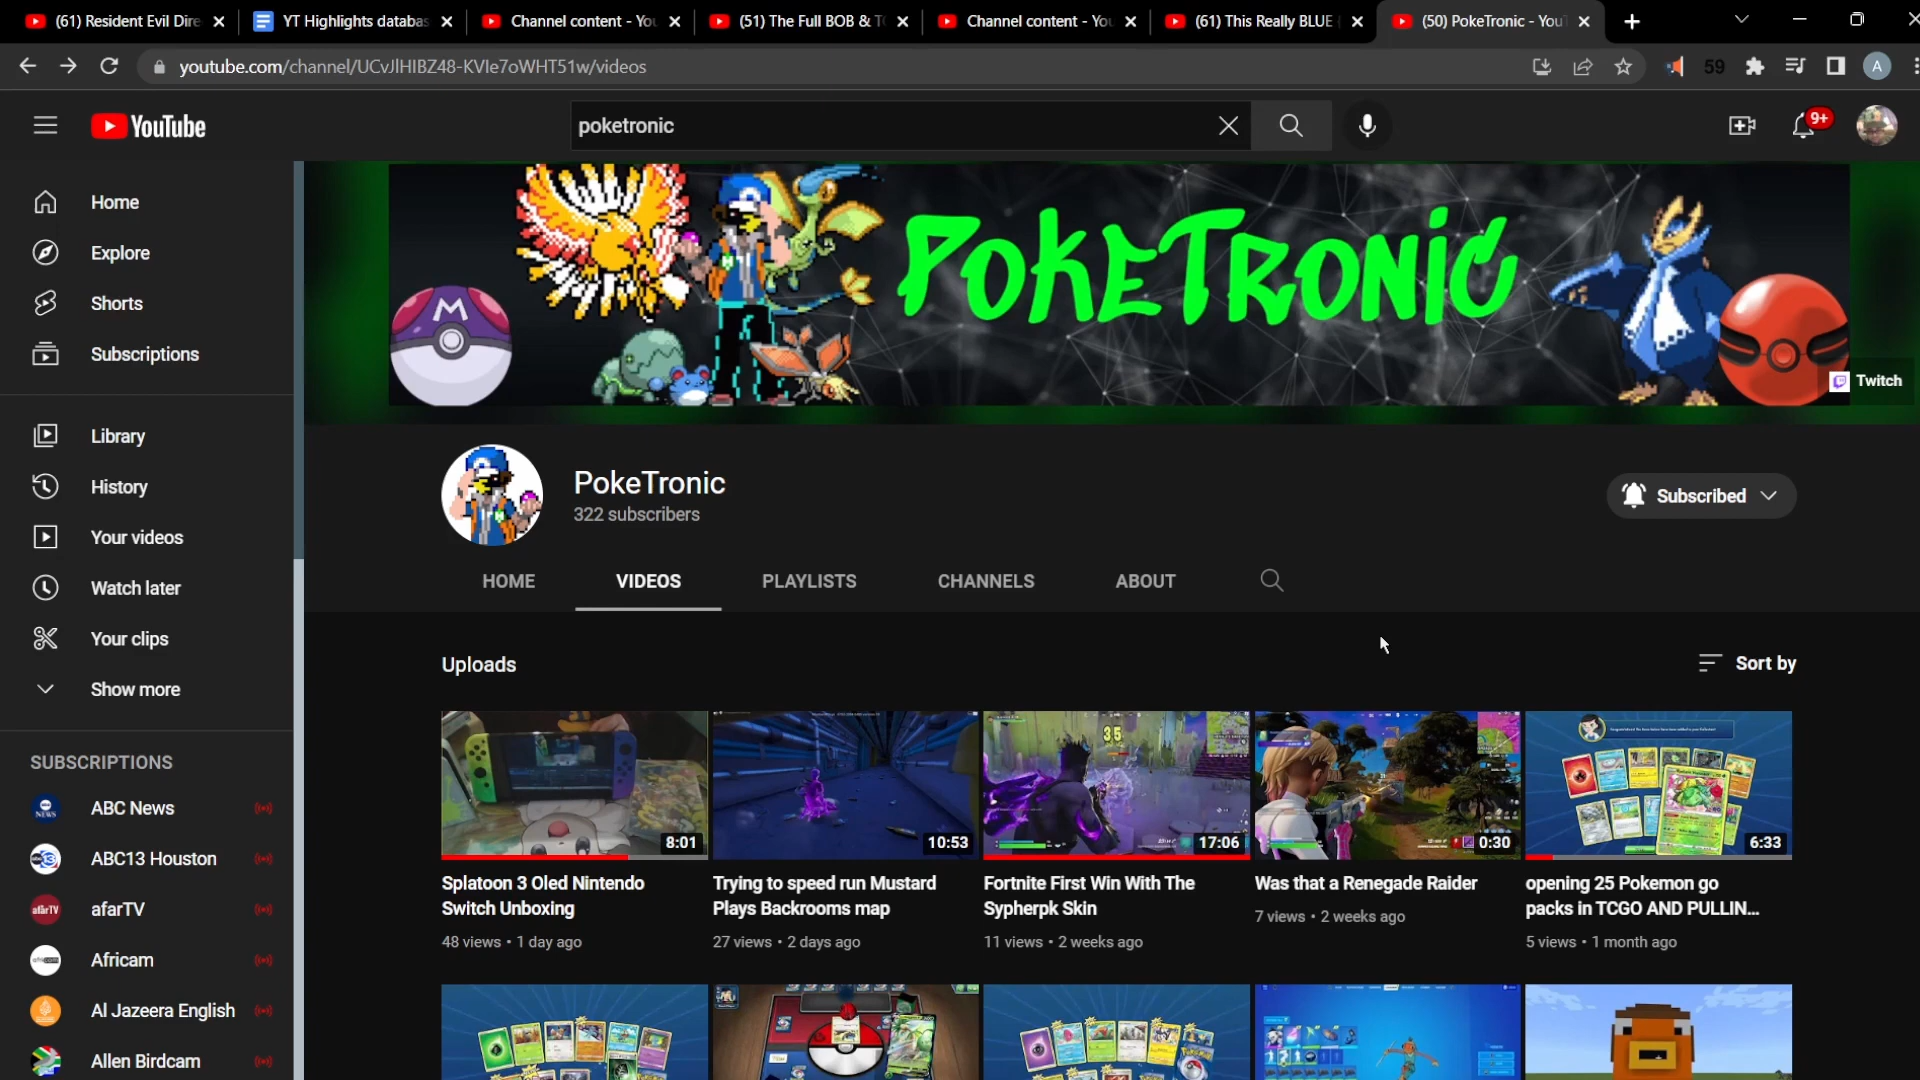 (61) Resident Evil Dire
YT Highlights databas
Channel content - You
(51) The Full BOB & T
Channel content - You
(61) This Really BLUE
(50) PokeTronic - YouT
youtube.com/channel/UCvJlHIBZ48-KVIe7oWHT51w/videos
59
A
YouTube
poketronic
9+
Home
Explore
Shorts
Subscriptions
Library
History
Your videos
Watch later
Your clips
Show more
SUBSCRIPTIONS
ABC News
ABC13 Houston
afarTV
Africam
Al Jazeera English
Allen Birdcam
M
POKETRONIC
Twitch
PokeTronic
322 subscribers
Subscribed
HOME
VIDEOS
PLAYLISTS
CHANNELS
ABOUT
Uploads
Sort by
8:01
10:53
35
17:06
0:30
6:33
Splatoon 3 Oled Nintendo
Switch Unboxing
48 views • 1 day ago
Trying to speed run Mustard
Plays Backrooms map
27 views • 2 days ago
Fortnite First Win With The
Sypherpk Skin
11 views • 2 weeks ago
Was that a Renegade Raider
7 views • 2 weeks ago
opening 25 Pokemon go
packs in TCGO AND PULLIN...
5 views • 1 month ago